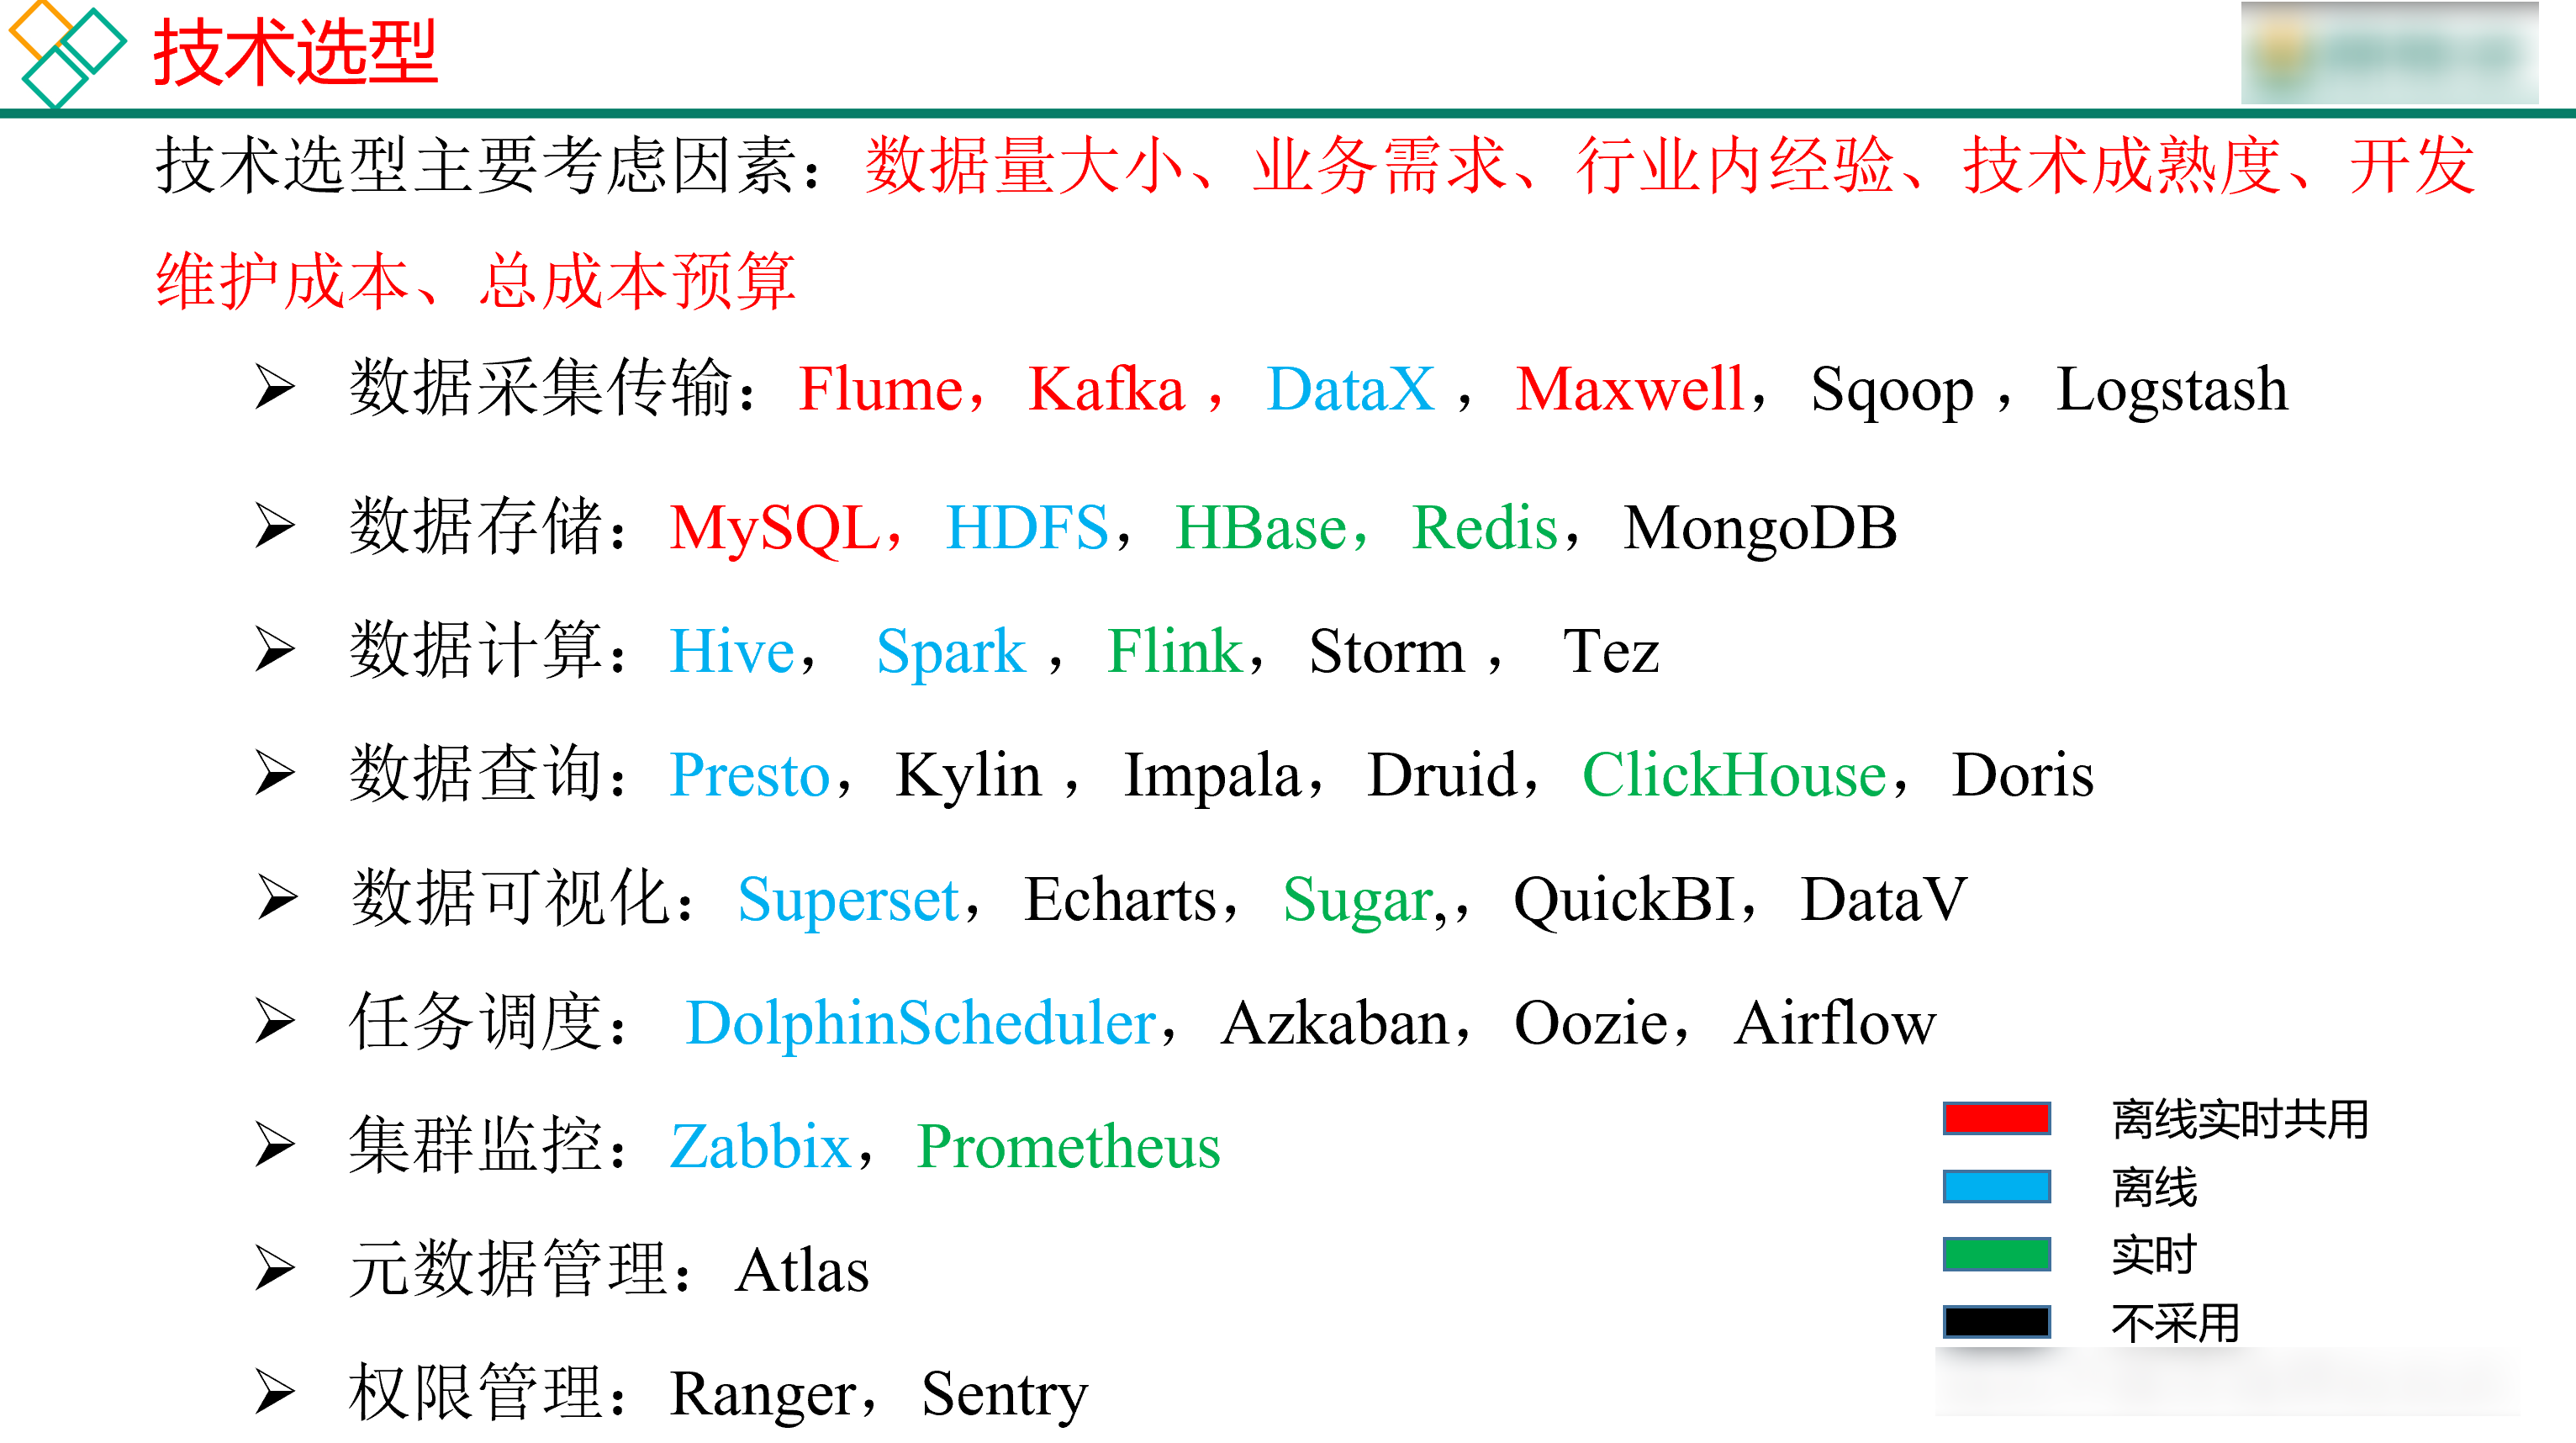 技术选型
技术选型主要考虑因素：数据量大小、业务需求、行业内经验、技术成熟度、开发
维护成本、总成本预算
➢ 数据采集传输：Flume，Kafka ，DataX ，Maxwell，Sqoop ，Logstash
➢ 数据存储：MySQL，HDFS，HBase，Redis，MongoDB
➢ 数据计算：Hive， Spark ，Flink，Storm ， Tez
➢ 数据查询：Presto，Kylin ，Impala，Druid，ClickHouse，Doris
➢ 数据可视化：Superset，Echarts，Sugar,，QuickBI，DataV
➢ 任务调度： DolphinScheduler，Azkaban，Oozie，Airflow
➢ 集群监控：Zabbix，Prometheus
➢ 元数据管理：Atlas
➢ 权限管理：Ranger，Sentry
离线实时共用
离线
实时
不采用